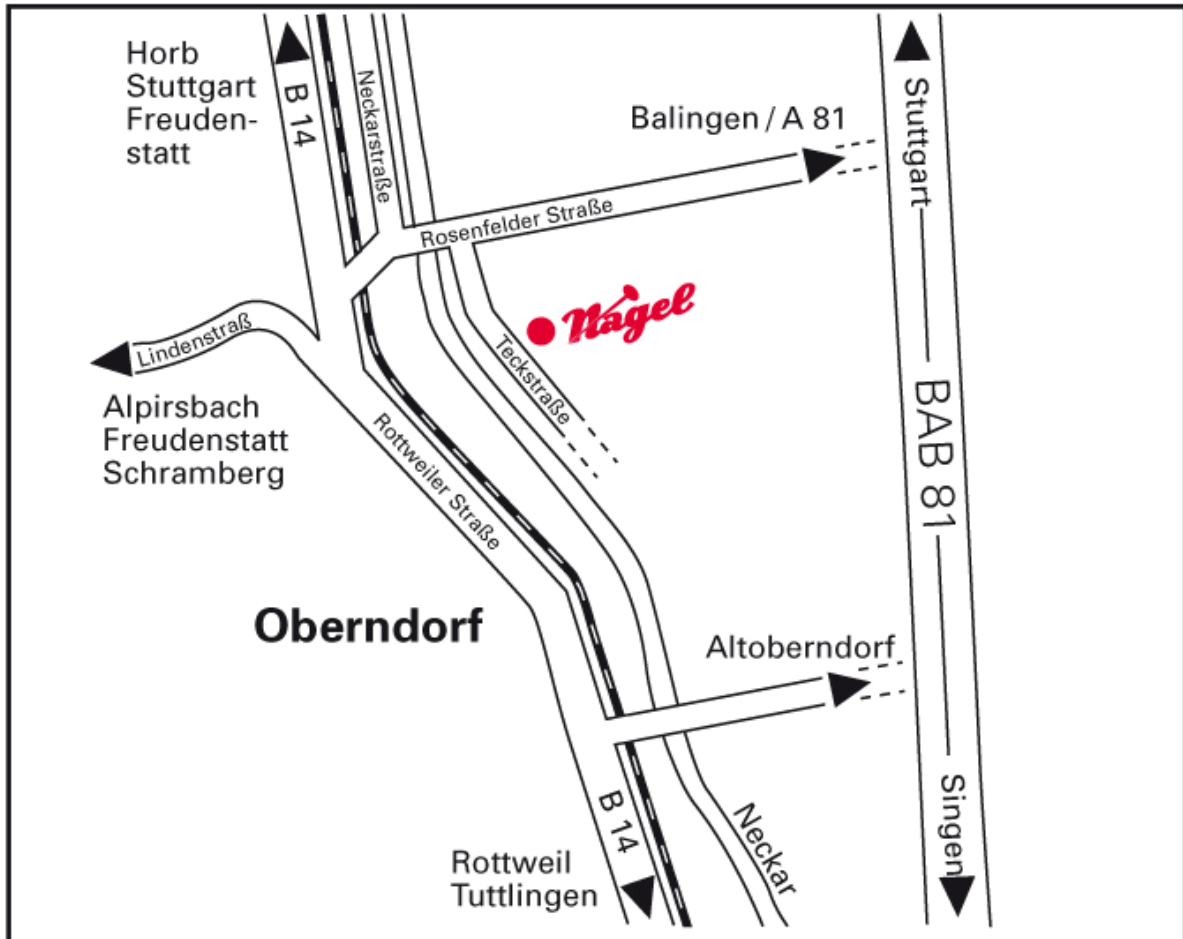 Horb
Stuttgart
Freuden-
statt
B 14
Neckarstraße
Balingen / A 81
Stuttgart
Rosenfelder Straße
Nagel
Lindenstraß
Teckstraße
Alpirsbach
Freudenstatt
Schramberg
Rottweiler Straße
BAB 81
Oberndorf
Altoberndorf
B 14
Neckar
Singen
Rottweil
Tuttlingen